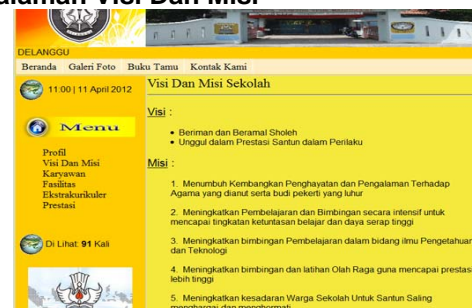 Halaman Visi Dan Misi
DELANGGU
Beranda Galeri Foto Buku Tamu Kontak Kami
11:00 | 11 April 2012
Menu
Profil
Visi Dan Misi
Karyawan
Fasilitas
Ekstrakurikuler
Prestasi
Di Lihat: 91 Kali
Visi Dan Misi Sekolah
Visi :
• Beriman dan Beramal Sholeh
• Unggul dalam Prestasi Santun dalam Perilaku
Misi :
1. Menumbuh Kembangkan Penghayatan dan Pengalaman Terhadap
Agama yang dianut serta budi pekerti yang luhur
2. Meningkatkan Pembelajaran dan Bimbingan secara intensif untuk
mencapai tingkatan ketuntasan belajar dan daya serap tinggi
3. Meningkatkan bimbingan Pembelajaran dalam bidang ilmu Pengetahuan
dan Teknologi
4. Meningkatkan bimbingan dan latihan Olah Raga guna mencapai prestasi
lebih tinggi
5. Meningkatkan kesadaran Warga Sekolah Untuk Santun Saling
menghargai dan menghormati